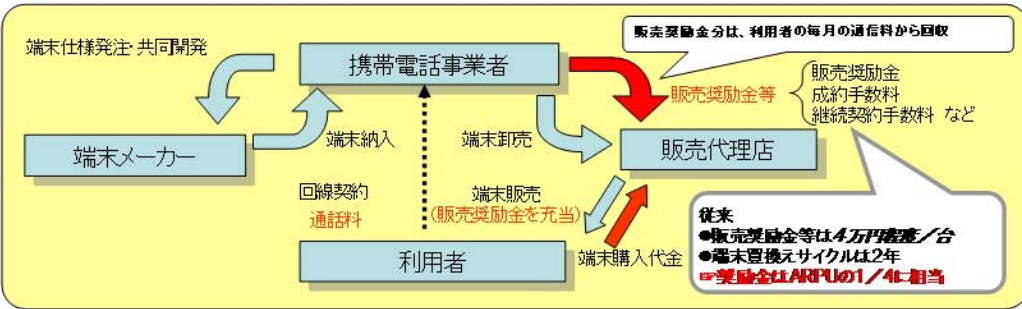 販売奨励金分は、利用者の毎月の通信料から回収
端末仕様発注・共同開発
携帯電話事業者
販売奨励金等
販売奨励金
成約手数料
継続契約手数料 など
端末メーカー
端末納入
端末卸売
販売代理店
回線契約
通話料
端末販売
(販売奨励金を充当)
利用者
端末購入代金
従来
●販売奨励金等は4万円程度/台
●端末買換えサイクルは2年
☞奨励金はARPUの1/4に相当